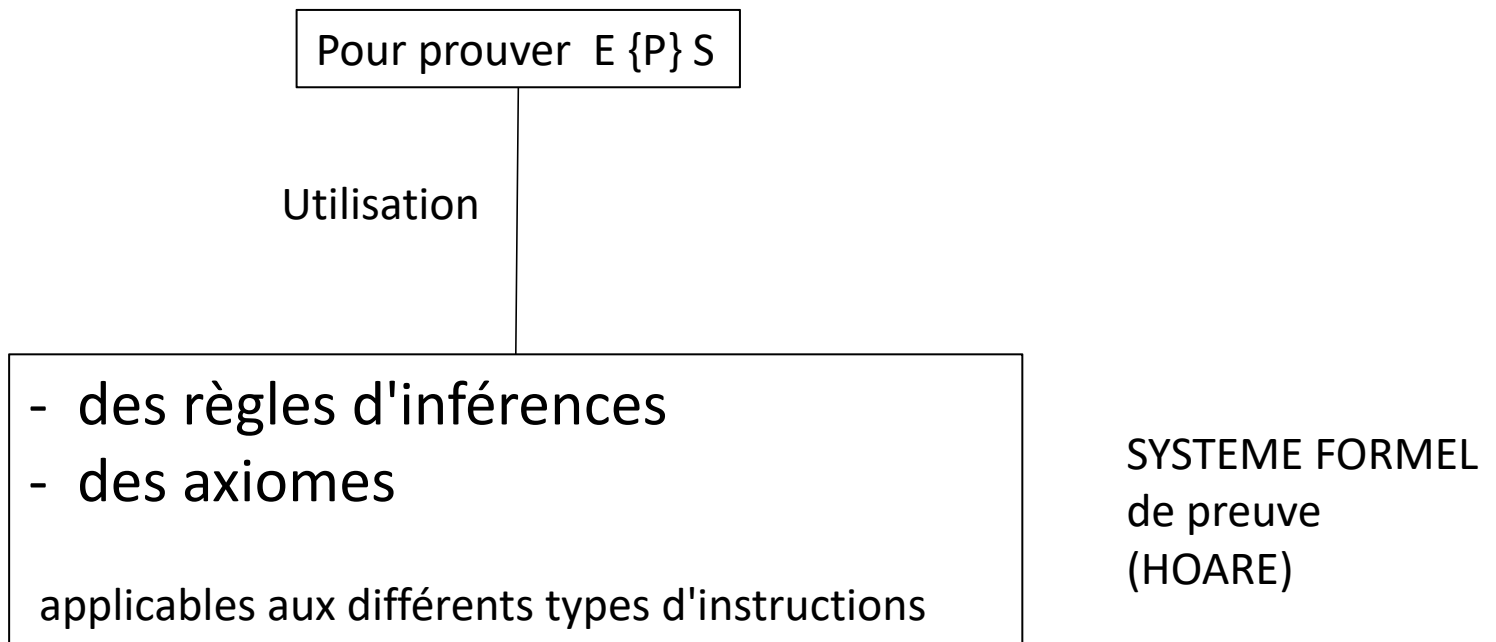 Pour prouver E {P} S
Utilisation
- des règles d'inférences
- des axiomes
applicables aux différents types d'instructions
SYSTEME FORMEL
de preuve
(HOARE)